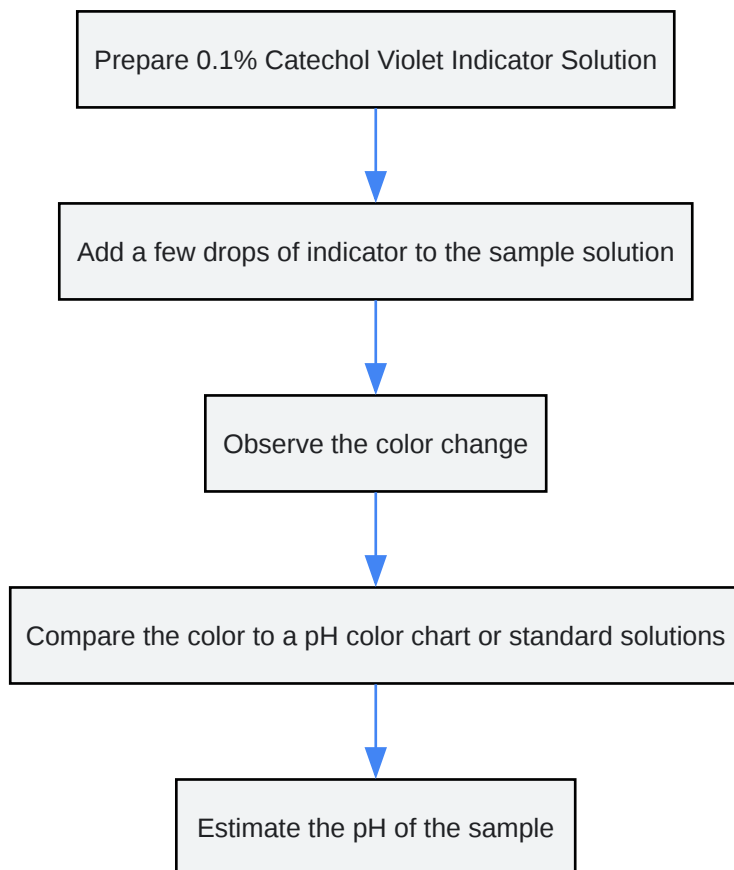 Prepare 0.1% Catechol Violet Indicator Solution
Add a few drops of indicator to the sample solution
Observe the color change
Compare the color to a pH color chart or standard solutions
Estimate the pH of the sample